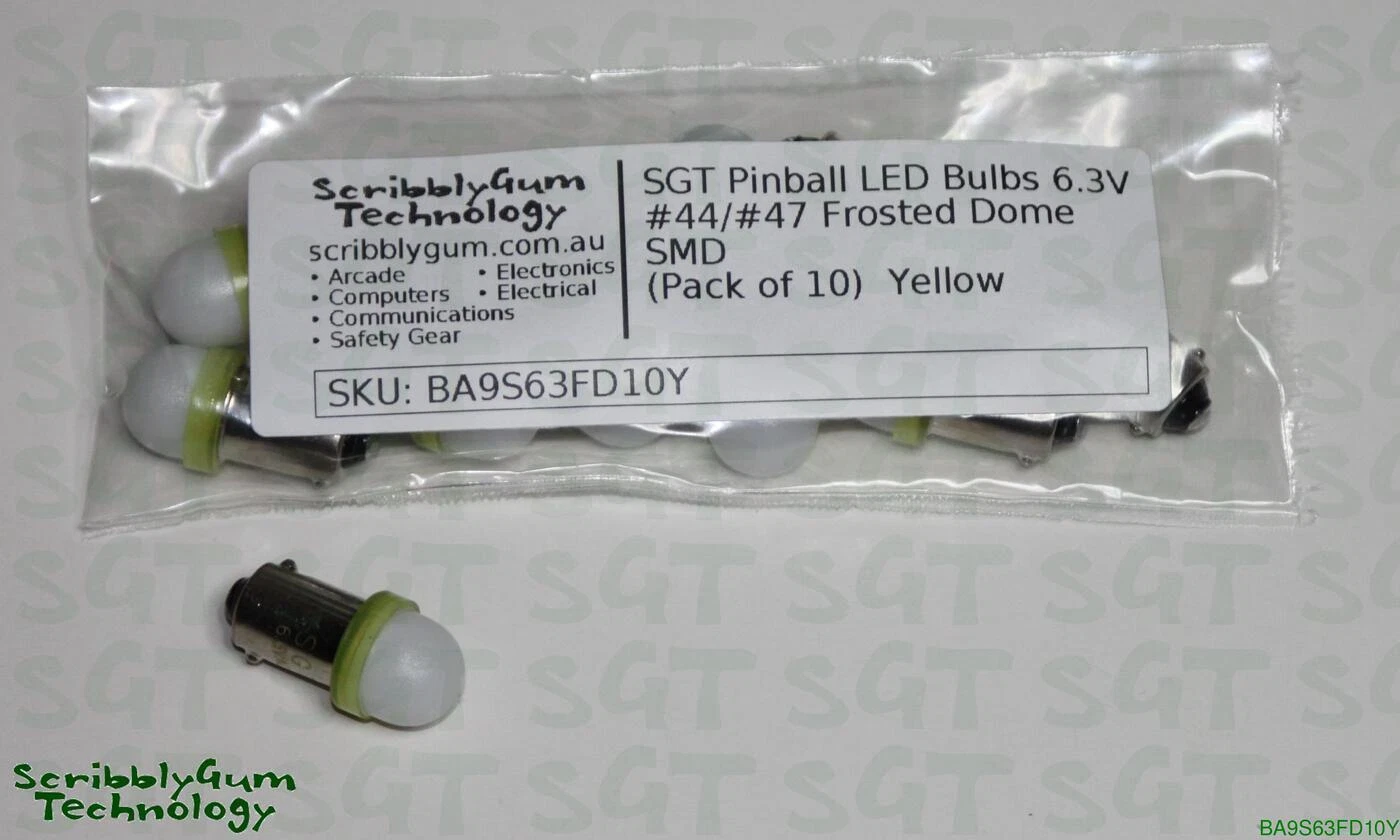 ScribblyGum
Technology
scribblygum.com.au
• Arcade
• Computers
• Communications
• Safety Gear
• Electronics
• Electrical
SGT Pinball LED Bulbs 6.3V
#44/#47 Frosted Dome
SMD
(Pack of 10) Yellow
SKU: BA9S63FD10Y
ScribblyGum
Technology
BA9S63FD10Y